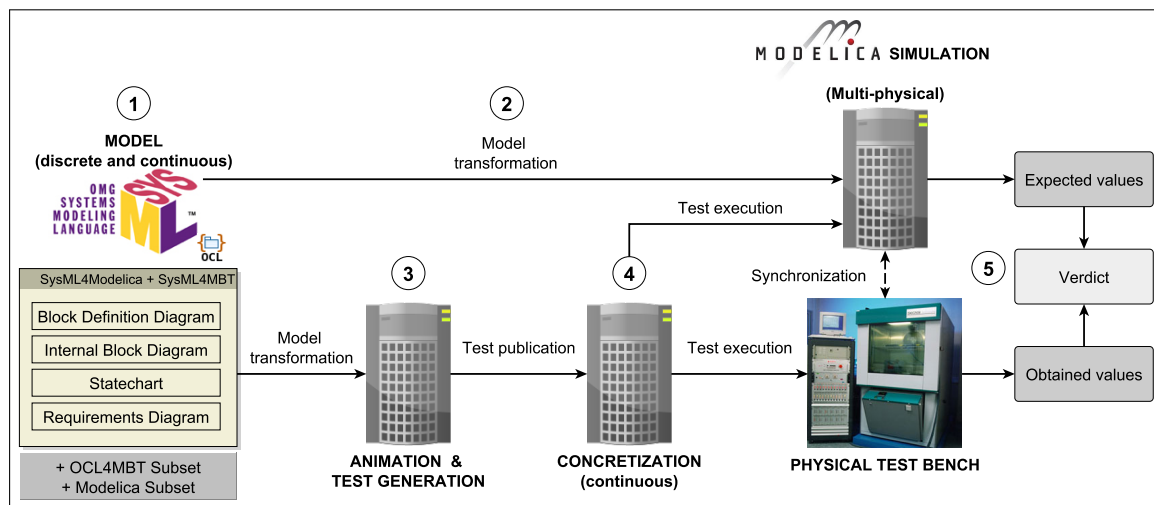 MODELICA SIMULATION
(Multi-physical)
1
2
MODEL
(discrete and continuous)
Model
transformation
OMG
SYSTEMS
MODELING
LANGUAGE
SYS
ML™
{ }
OCL
Expected values
Test execution
3
4
5
Synchronization
Verdict
SysML4Modelica + SysML4MBT
Block Definition Diagram
Internal Block Diagram
Statechart
Requirements Diagram
Model
transformation
Test publication
Test execution
Obtained values
+ OCL4MBT Subset
+ Modelica Subset
ANIMATION &
TEST GENERATION
CONCRETIZATION
(continuous)
PHYSICAL TEST BENCH